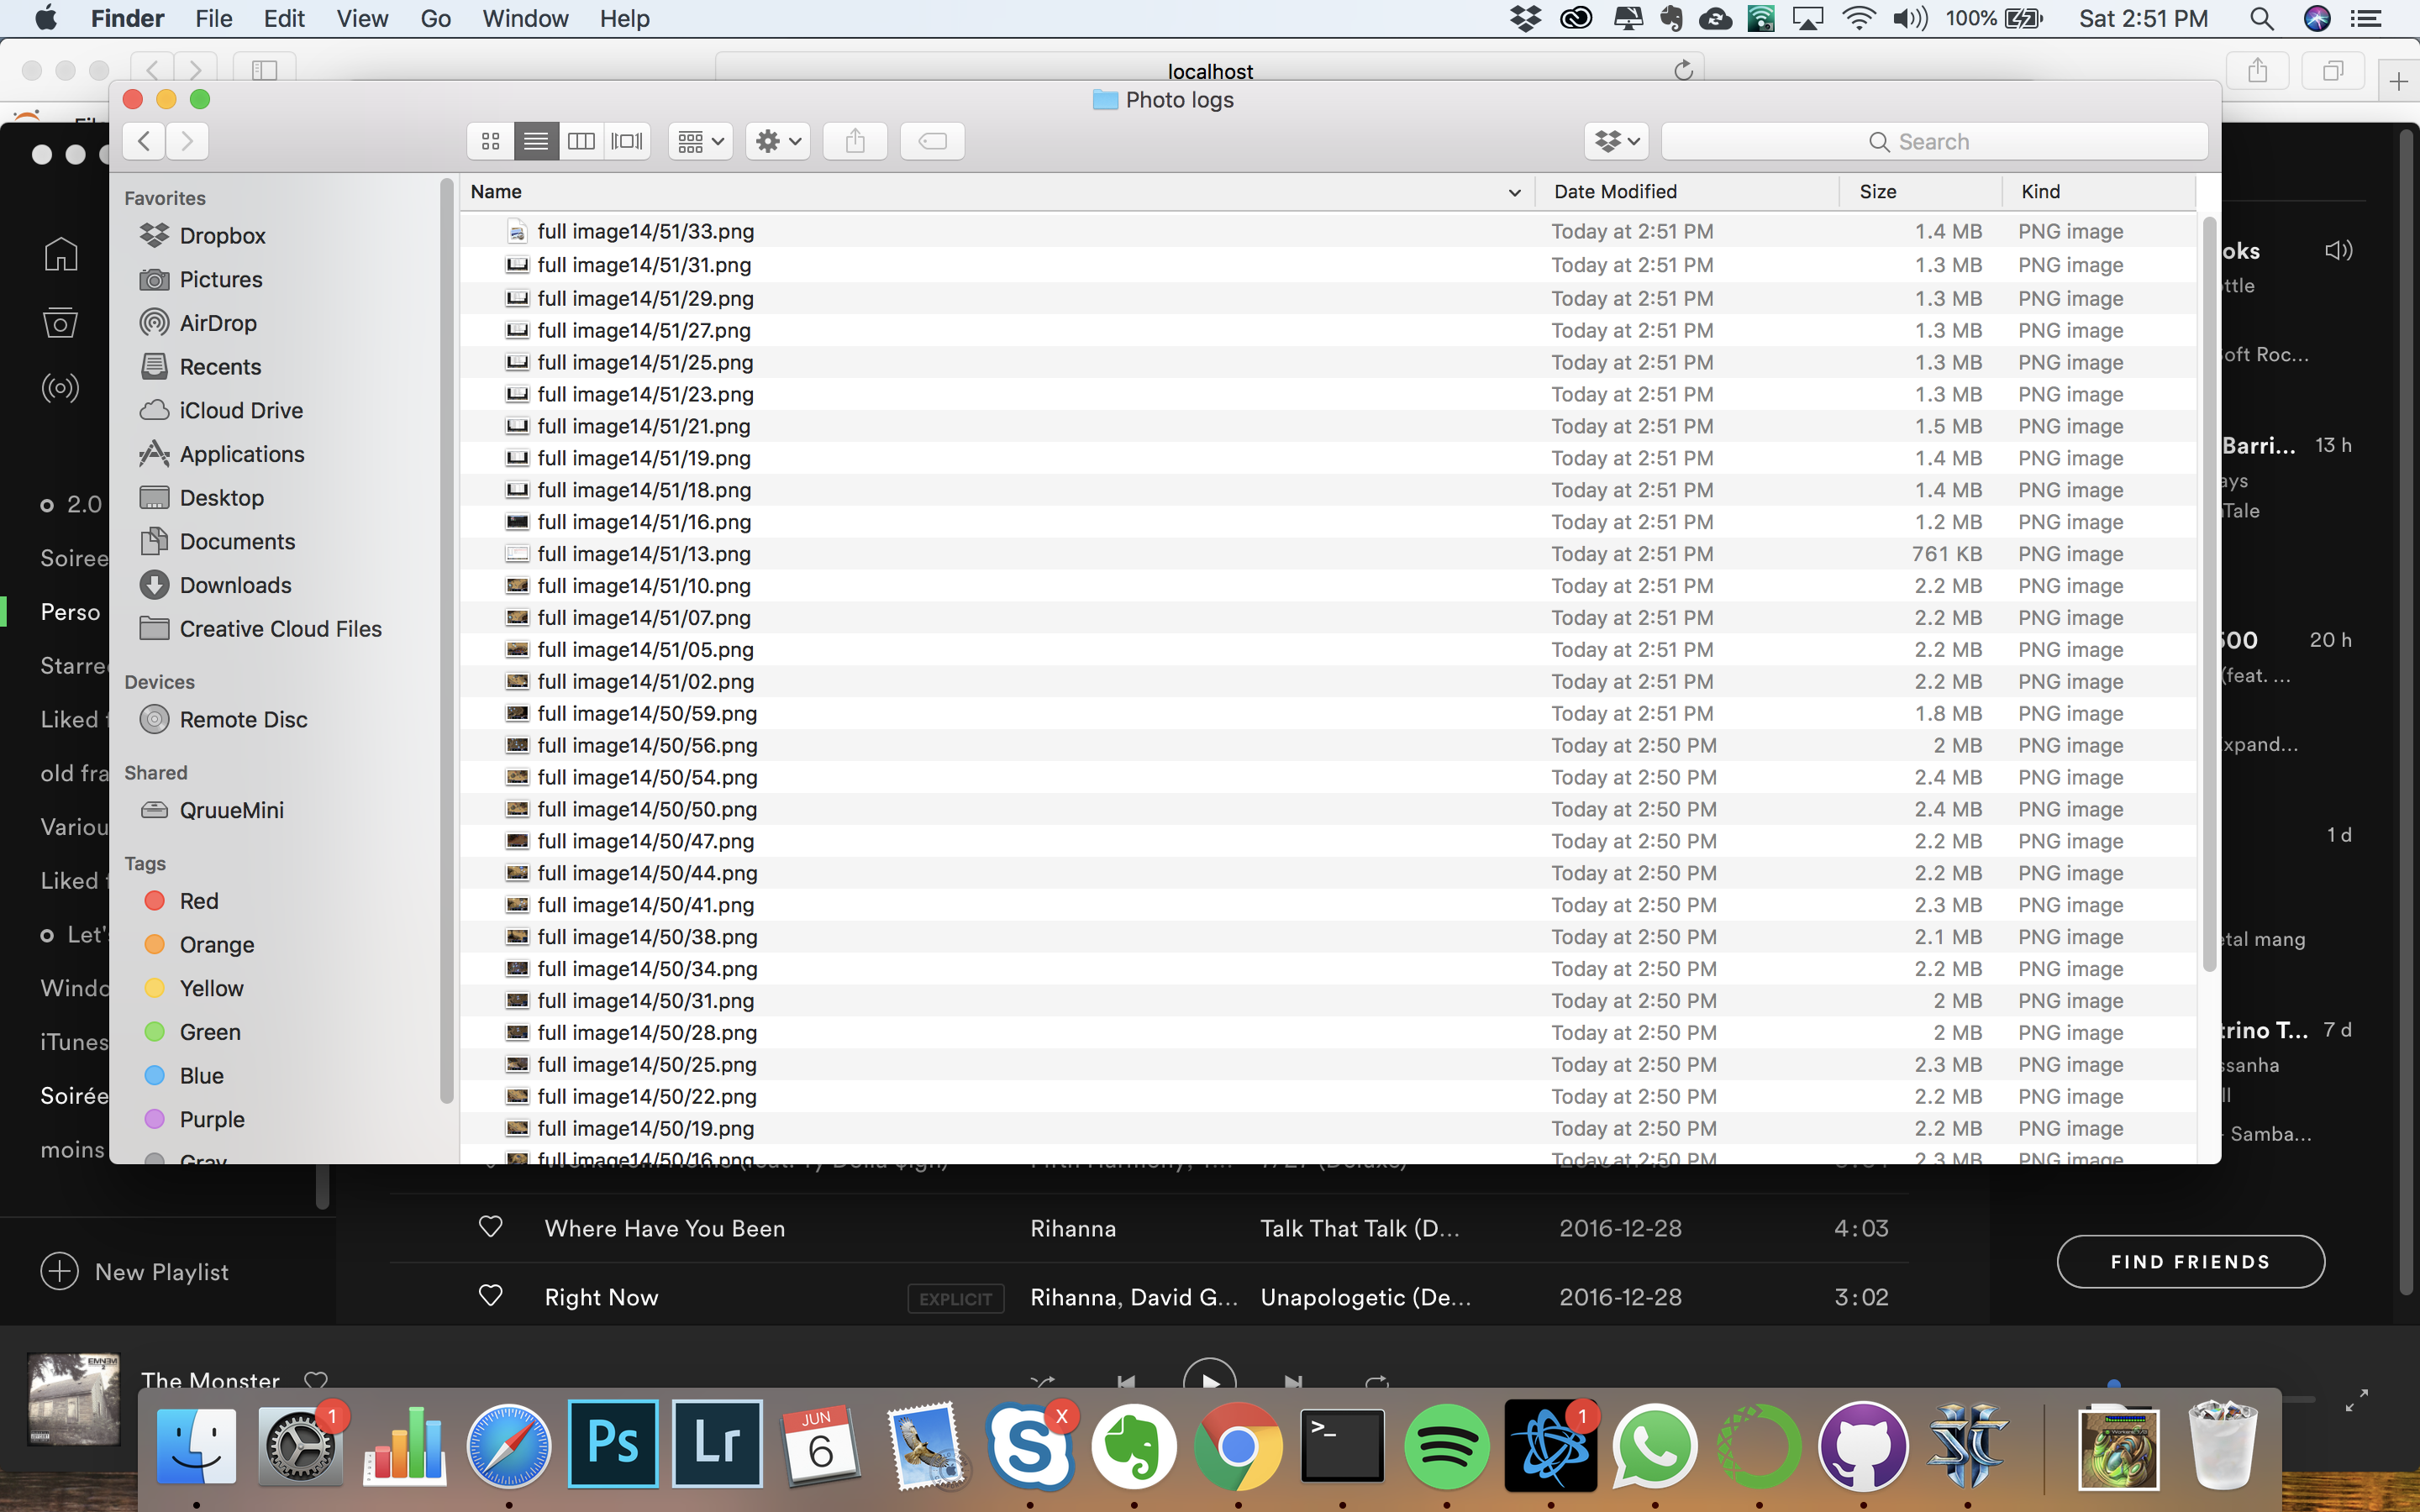 Finder File Edit View Go Window Help 100% Sat 2:51 PM
localhost
Photo logs
Search
Favorites
Dropbox
Pictures
AirDrop
Recents
iCloud Drive
Applications
Desktop
Documents
Downloads
Creative Cloud Files
Devices
Remote Disc
Shared
QruueMini
Tags
Red
Orange
Yellow
Green
Blue
Purple
Gray
Name Date Modified Size Kind
full image14/51/33.png Today at 2:51 PM 1.4 MB PNG image
full image14/51/31.png Today at 2:51 PM 1.3 MB PNG image
full image14/51/29.png Today at 2:51 PM 1.3 MB PNG image
full image14/51/27.png Today at 2:51 PM 1.3 MB PNG image
full image14/51/25.png Today at 2:51 PM 1.3 MB PNG image
full image14/51/23.png Today at 2:51 PM 1.3 MB PNG image
full image14/51/21.png Today at 2:51 PM 1.5 MB PNG image
full image14/51/19.png Today at 2:51 PM 1.4 MB PNG image
full image14/51/18.png Today at 2:51 PM 1.4 MB PNG image
full image14/51/16.png Today at 2:51 PM 1.2 MB PNG image
full image14/51/13.png Today at 2:51 PM 761 KB PNG image
full image14/51/10.png Today at 2:51 PM 2.2 MB PNG image
full image14/51/07.png Today at 2:51 PM 2.2 MB PNG image
full image14/51/05.png Today at 2:51 PM 2.2 MB PNG image
full image14/51/02.png Today at 2:51 PM 2.2 MB PNG image
full image14/50/59.png Today at 2:51 PM 1.8 MB PNG image
full image14/50/56.png Today at 2:50 PM 2 MB PNG image
full image14/50/54.png Today at 2:50 PM 2.4 MB PNG image
full image14/50/50.png Today at 2:50 PM 2.4 MB PNG image
full image14/50/47.png Today at 2:50 PM 2.2 MB PNG image
full image14/50/44.png Today at 2:50 PM 2.2 MB PNG image
full image14/50/41.png Today at 2:50 PM 2.3 MB PNG image
full image14/50/38.png Today at 2:50 PM 2.1 MB PNG image
full image14/50/34.png Today at 2:50 PM 2.2 MB PNG image
full image14/50/31.png Today at 2:50 PM 2 MB PNG image
full image14/50/28.png Today at 2:50 PM 2 MB PNG image
full image14/50/25.png Today at 2:50 PM 2.3 MB PNG image
full image14/50/22.png Today at 2:50 PM 2.2 MB PNG image
full image14/50/19.png Today at 2:50 PM 2.2 MB PNG image
full image14/50/16.png Today at 2:50 PM 2.3 MB PNG image
2.0
Soiree
Perso
Starre
Liked
old fra
Variou
Liked
Let'
Windo
iTunes
Soirée
moins
New Playlist
oks
ttle
oft Roc...
Barri... 13 h
ays
Tale
500 20 h
(feat. ...
xpand...
1 d
etal mang
trino T... 7 d
ssanha
ll
- Samba...
FIND FRIENDS
Where Have You Been Rihanna Talk That Talk (D... 2016-12-28 4:03
Right Now EXPLICIT Rihanna, David G... Unapologetic (De... 2016-12-28 3:02
EMINEM
The Monster
1
Ps
Lr
JUN
6
S
X
>_
1